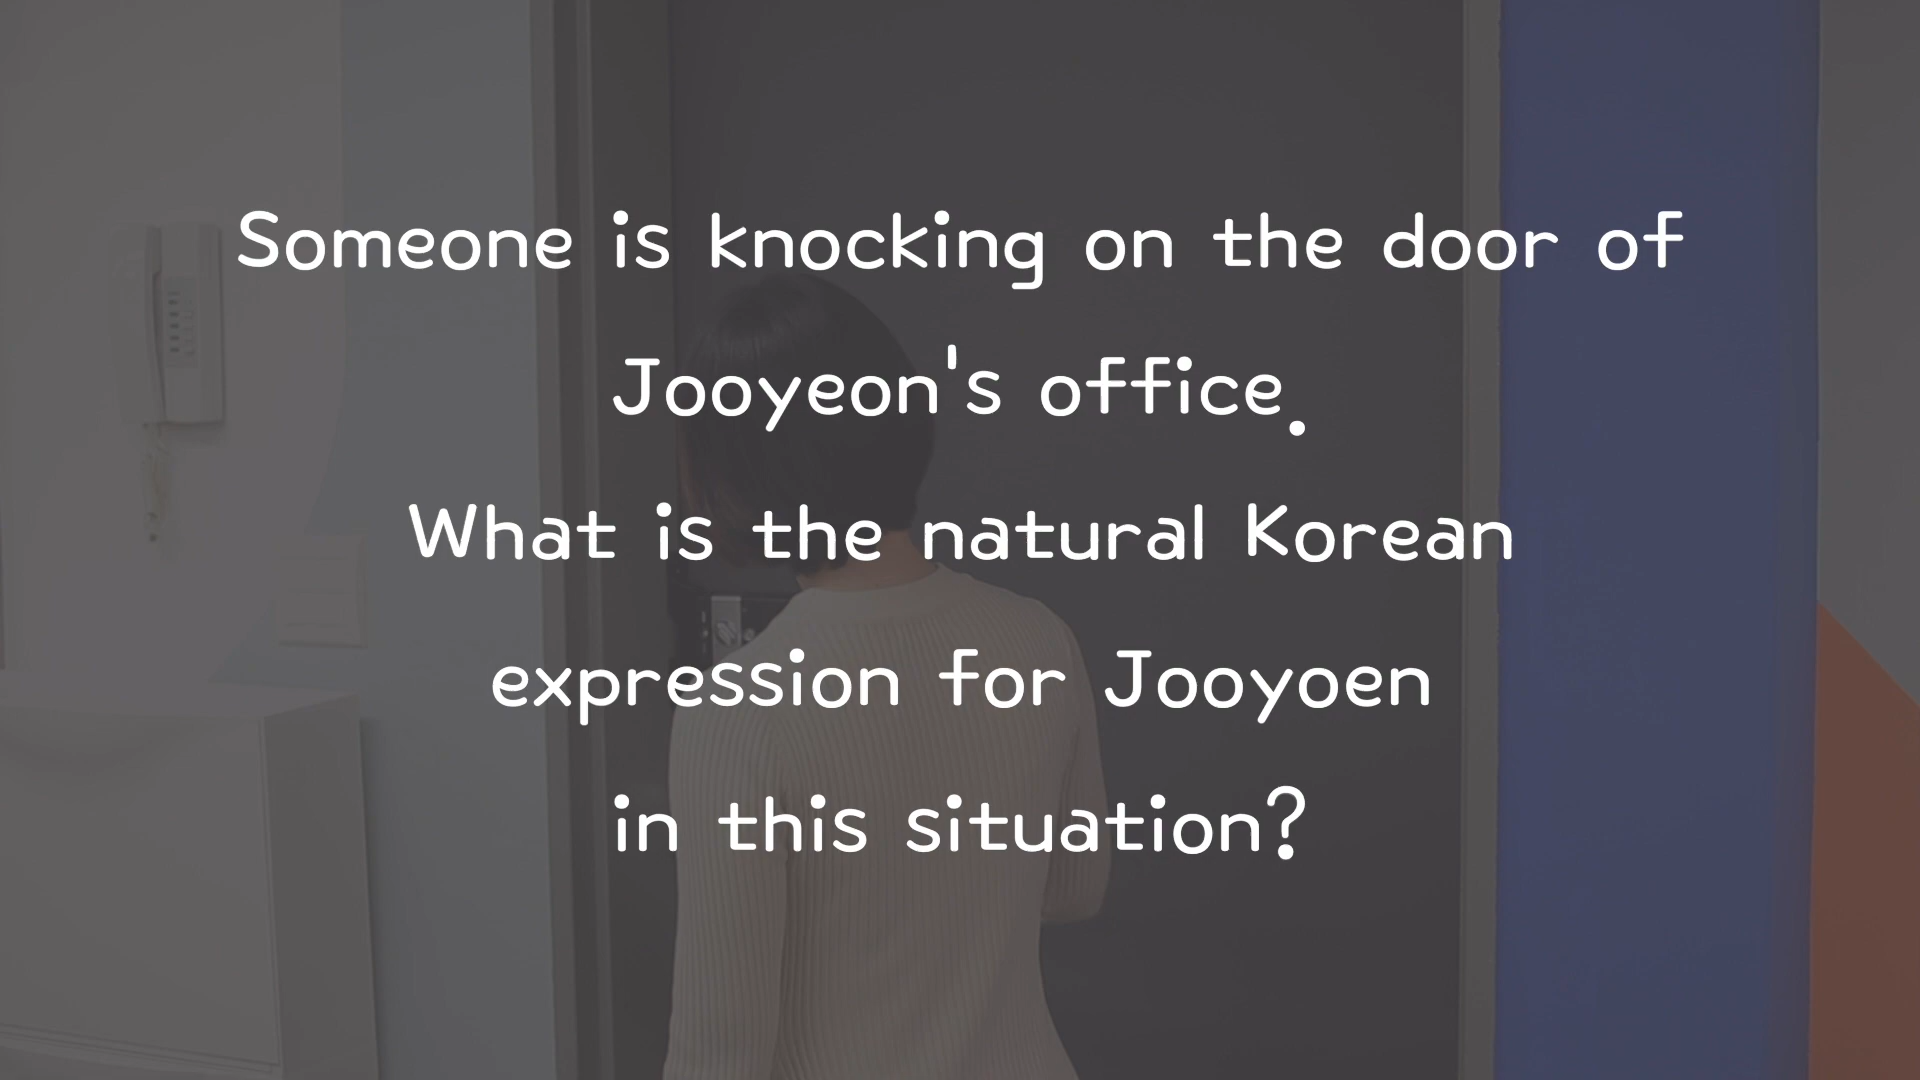 Someone is knocking on the door of
Jooyeon's office.
What is the natural Korean
expression for Jooyoen
in this situation?